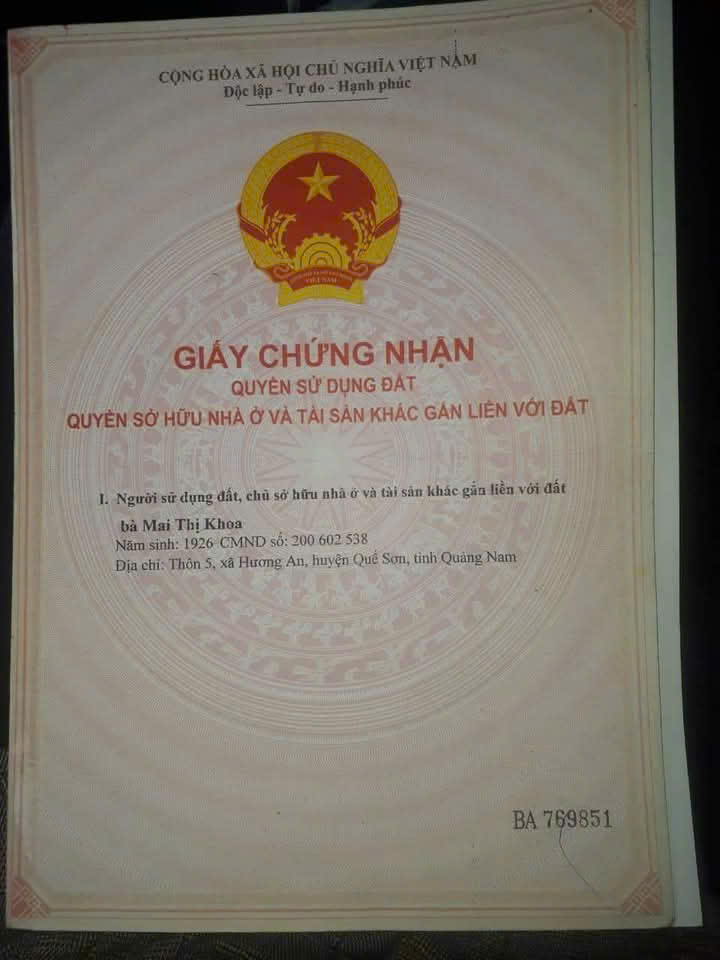 CỘNG HÒA XÃ HỘI CHỦ NGHĨA VIỆT NAM
Độc lập - Tự do - Hạnh phúc
VIỆT NAM
GIẤY CHỨNG NHẬN
QUYỀN SỬ DỤNG ĐẤT
QUYỀN SỞ HỮU NHÀ Ở VÀ TÀI SẢN KHÁC GẮN LIỀN VỚI ĐẤT
I. Người sử dụng đất, chủ sở hữu nhà ở và tài sản khác gắn liền với đất
bà Mai Thị Khoa
Năm sinh: 1926 CMND số: 200 602 538
Địa chỉ: Thôn 5, xã Hương An, huyện Quế Sơn, tỉnh Quảng Nam
BA 769851